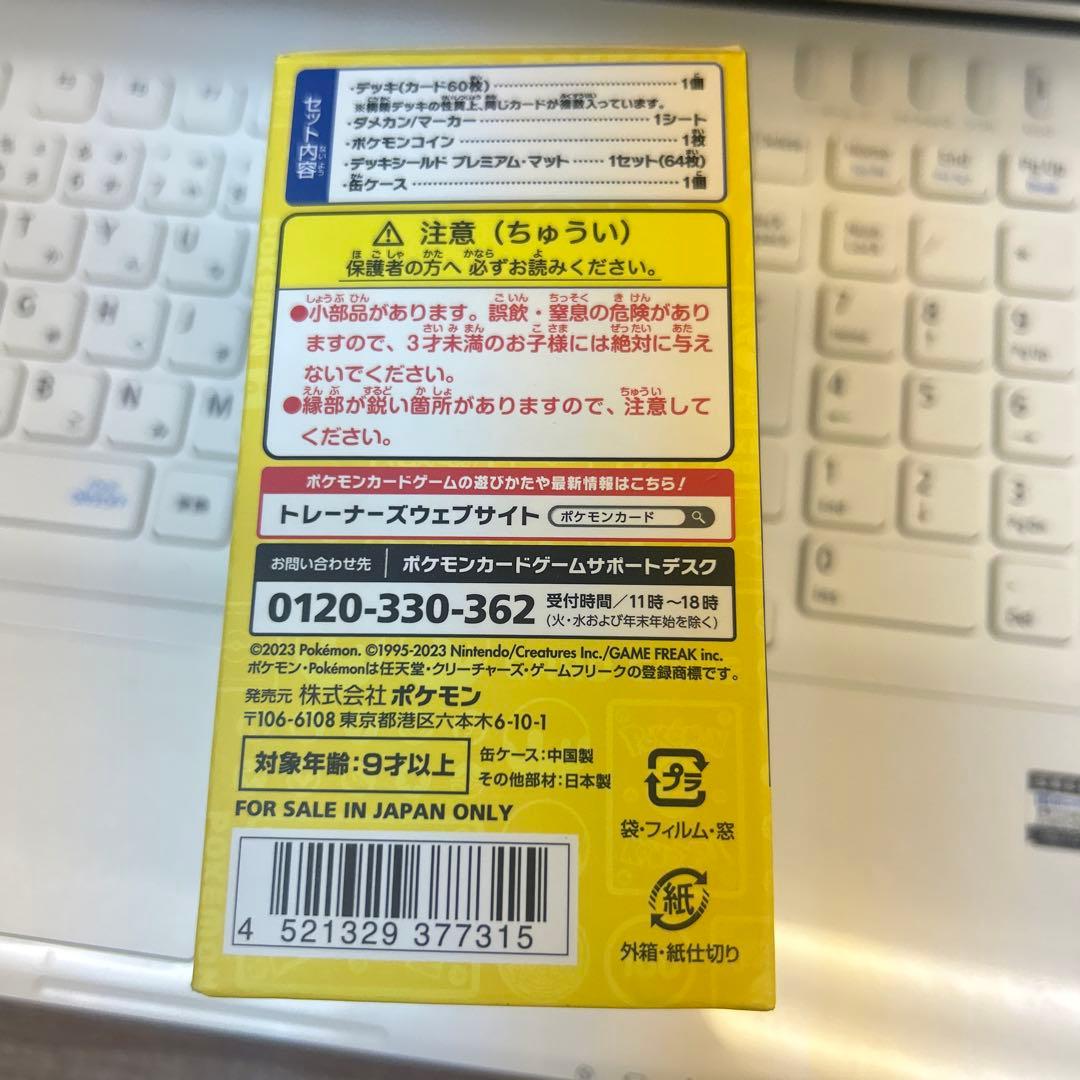 セット内容
・デッキ(カード60枚)……1個
※構築デッキの性質上、同じカードが複数入っています。
・ダメカン/マーカー……1シート
・ポケモンコイン……1枚
・デッキシールド プレミアム・マット……1セット(64枚)
・缶ケース……1個
⚠ 注意(ちゅうい)
保護者の方へ 必ずお読みください。
●小部品があります。誤飲・窒息の危険があり
ますので、3才未満のお子様には絶対に与え
ないでください。
●縁部が鋭い箇所がありますので、注意して
ください。
ポケモンカードゲームの遊びかたや最新情報はこちら!
トレーナーズウェブサイト ポケモンカード
お問い合わせ先 ポケモンカードゲームサポートデスク
0120-330-362 受付時間/11時~18時
(火・水および年末年始を除く)
©2023 Pokémon. ©1995-2023 Nintendo/Creatures Inc./GAME FREAK inc.
ポケモン・Pokémonは任天堂・クリーチャーズ・ゲームフリークの登録商標です。
発売元 株式会社ポケモン
〒106-6108 東京都港区六本木6-10-1
対象年齢:9才以上
缶ケース:中国製
その他部材:日本製
FOR SALE IN JAPAN ONLY
プラ
袋・フィルム・窓
紙
外箱・紙仕切り
4 521329 377315
T
Y
U
G
H
J
B
N
M
7
8
9
4
5
6
1
2
3
0